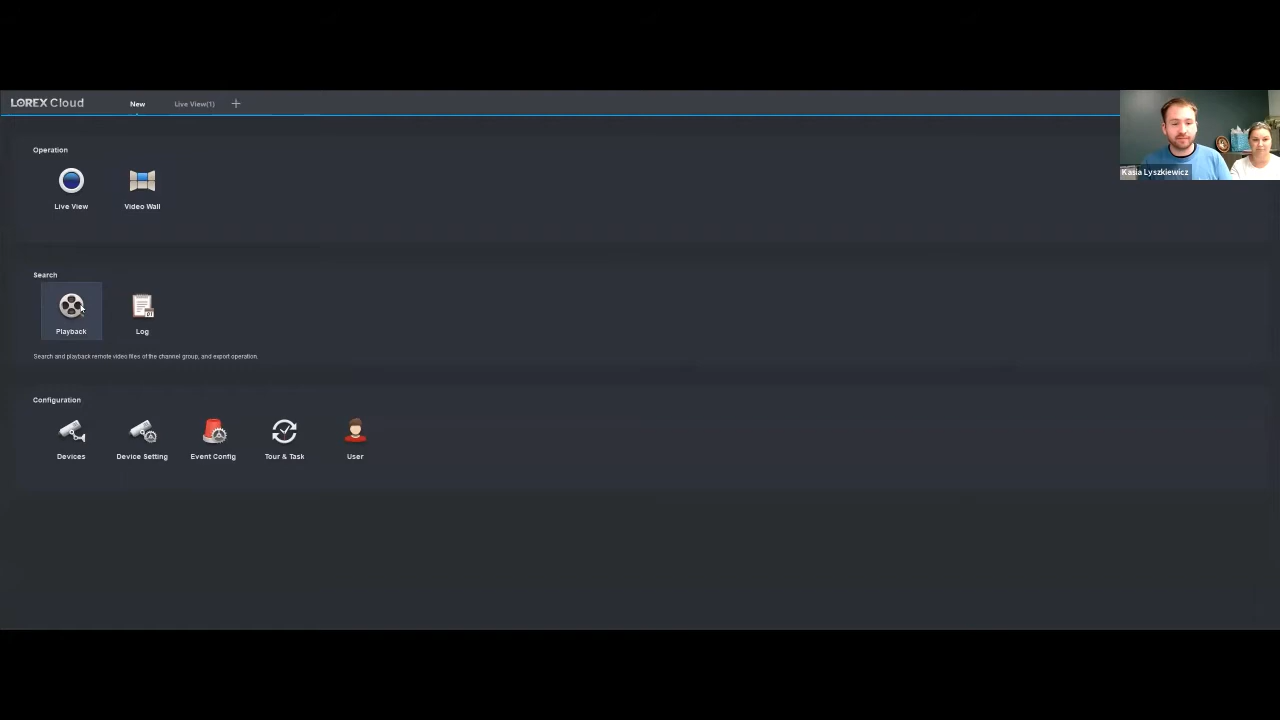 LOREX Cloud New Live View(1)
Kasia Lyszkiewicz
Operation
Live View Video Wall
Search
Playback Log
Search and playback remote video files of the channel group, and export operation.
Configuration
Devices Device Setting Event Config Tour & Task User